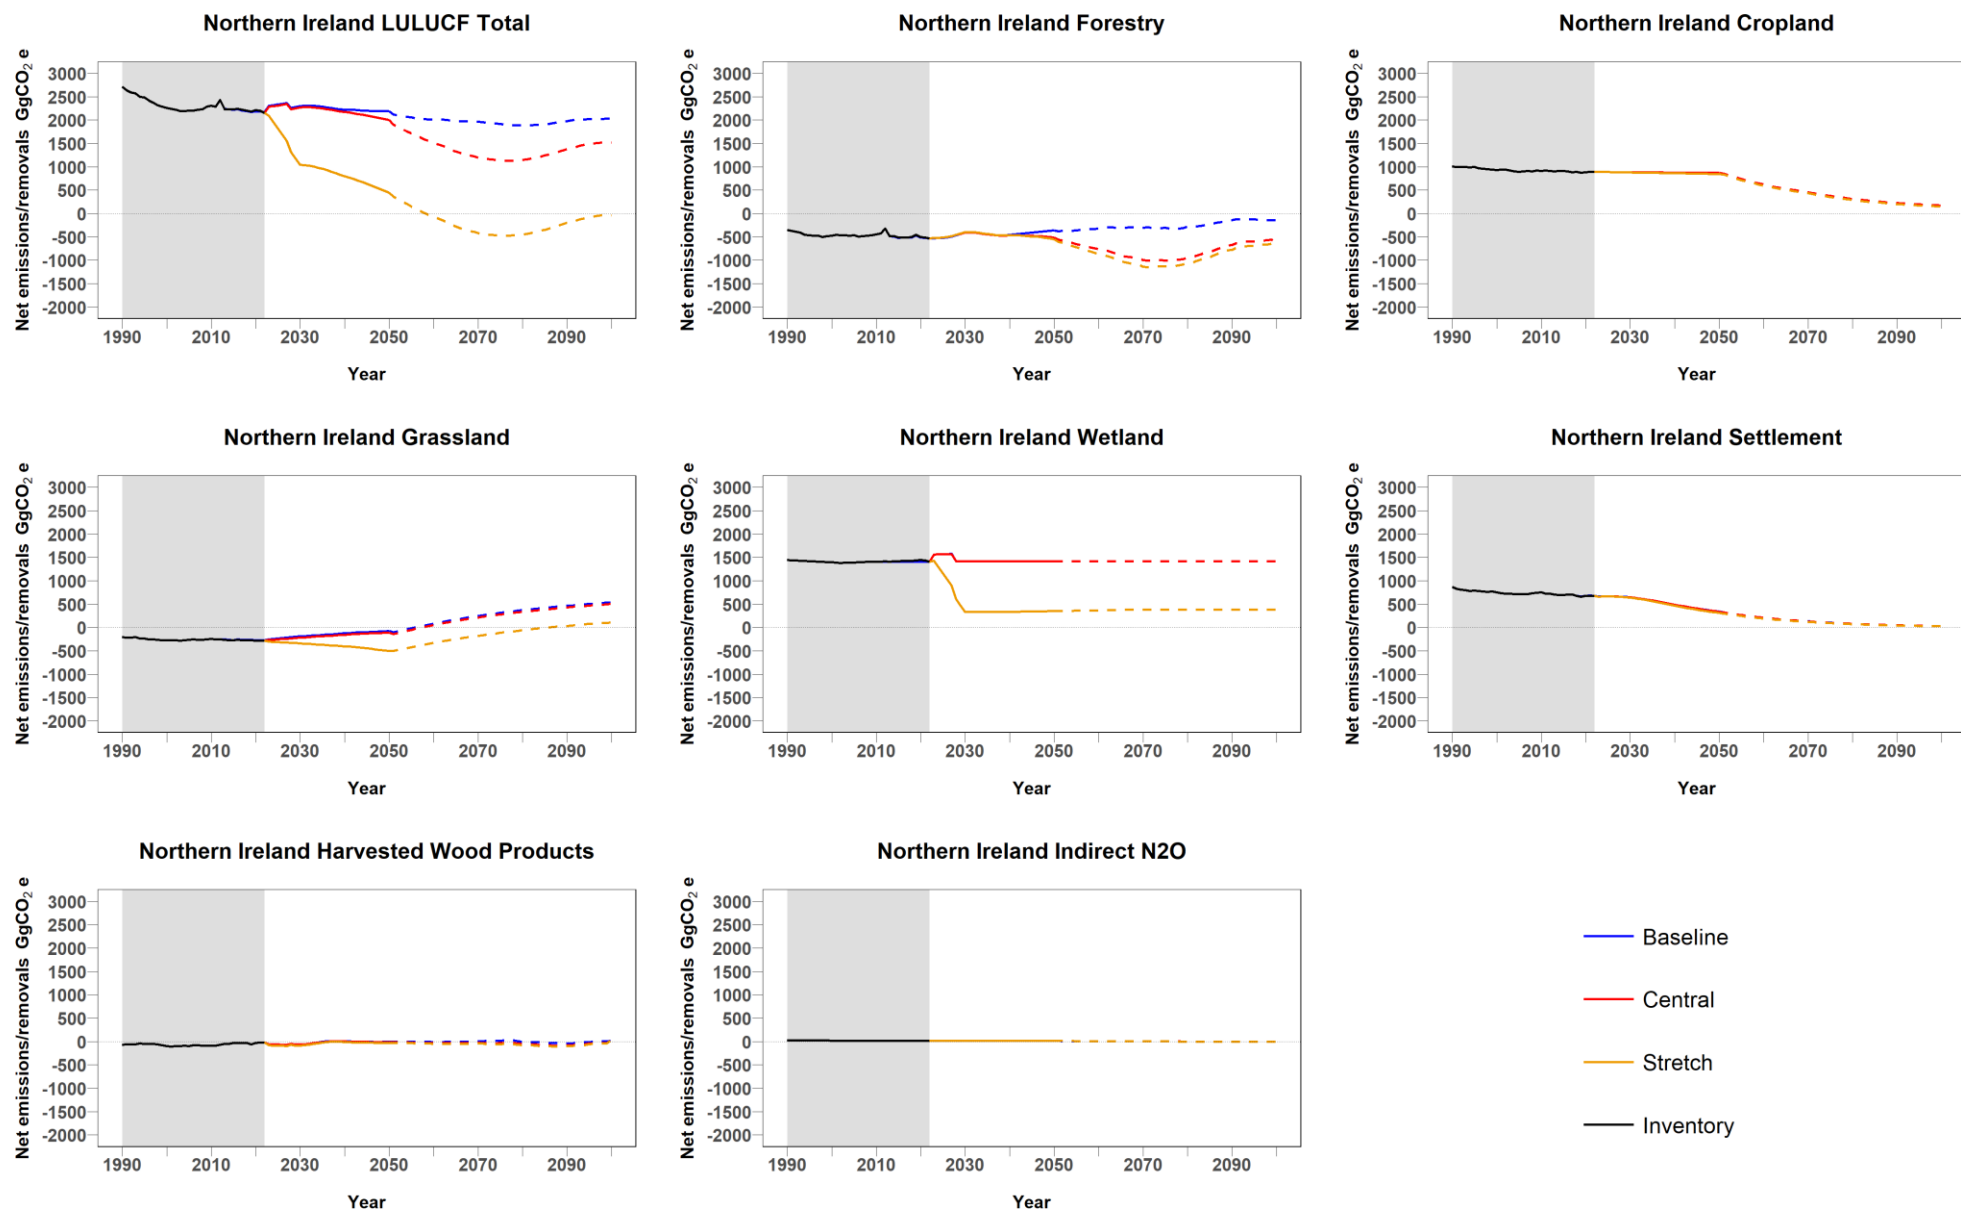 Northern Ireland LULUCF Total
Net emissions/removals GgCO₂ e
3000
2500
2000
1500
1000
500
0
-500
-1000
-1500
-2000
1990 2010 2030 2050 2070 2090
Year
Northern Ireland Forestry
Net emissions/removals GgCO₂ e
3000
2500
2000
1500
1000
500
0
-500
-1000
-1500
-2000
1990 2010 2030 2050 2070 2090
Year
Northern Ireland Cropland
Net emissions/removals GgCO₂ e
3000
2500
2000
1500
1000
500
0
-500
-1000
-1500
-2000
1990 2010 2030 2050 2070 2090
Year
Northern Ireland Grassland
Net emissions/removals GgCO₂ e
3000
2500
2000
1500
1000
500
0
-500
-1000
-1500
-2000
1990 2010 2030 2050 2070 2090
Year
Northern Ireland Wetland
Net emissions/removals GgCO₂ e
3000
2500
2000
1500
1000
500
0
-500
-1000
-1500
-2000
1990 2010 2030 2050 2070 2090
Year
Northern Ireland Settlement
Net emissions/removals GgCO₂ e
3000
2500
2000
1500
1000
500
0
-500
-1000
-1500
-2000
1990 2010 2030 2050 2070 2090
Year
Northern Ireland Harvested Wood Products
Net emissions/removals GgCO₂ e
3000
2500
2000
1500
1000
500
0
-500
-1000
-1500
-2000
1990 2010 2030 2050 2070 2090
Year
Northern Ireland Indirect N2O
Net emissions/removals GgCO₂ e
3000
2500
2000
1500
1000
500
0
-500
-1000
-1500
-2000
1990 2010 2030 2050 2070 2090
Year
Baseline
Central
Stretch
Inventory